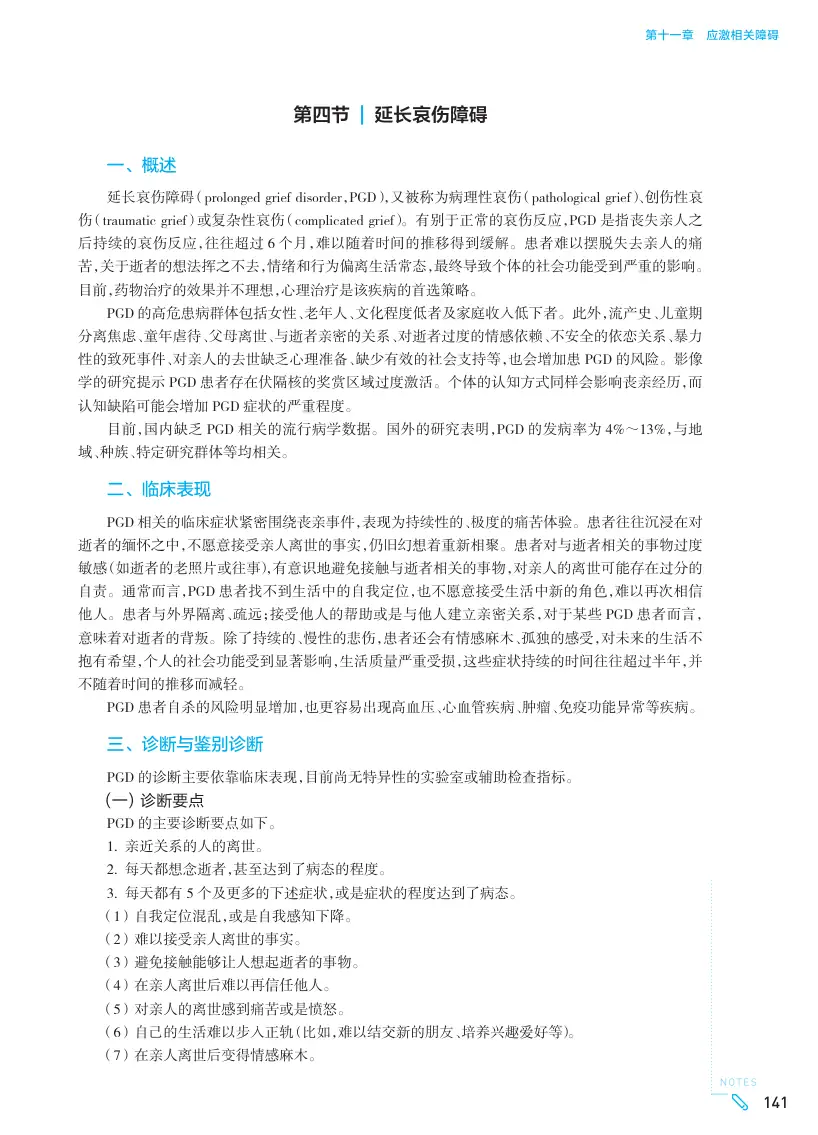 第十一章 应激相关障碍
第四节 | 延长哀伤障碍
一、概述
延长哀伤障碍（prolonged grief disorder,PGD），又被称为病理性哀伤（pathological grief）、创伤性哀
伤（traumatic grief）或复杂性哀伤（complicated grief）。有别于正常的哀伤反应，PGD 是指丧失亲人之
后持续的哀伤反应，往往超过 6 个月，难以随着时间的推移得到缓解。患者难以摆脱失去亲人的痛
苦，关于逝者的想法挥之不去，情绪和行为偏离生活常态，最终导致个体的社会功能受到严重的影响。
目前，药物治疗的效果并不理想，心理治疗是该疾病的首选策略。
PGD 的高危患病群体包括女性、老年人、文化程度低者及家庭收入低下者。此外，流产史、儿童期
分离焦虑、童年虐待、父母离世、与逝者亲密的关系、对逝者过度的情感依赖、不安全的依恋关系、暴力
性的致死事件、对亲人的去世缺乏心理准备、缺少有效的社会支持等，也会增加患 PGD 的风险。影像
学的研究提示 PGD 患者存在伏隔核的奖赏区域过度激活。个体的认知方式同样会影响丧亲经历，而
认知缺陷可能会增加 PGD 症状的严重程度。
目前，国内缺乏 PGD 相关的流行病学数据。国外的研究表明，PGD 的发病率为 4%～13%，与地
域、种族、特定研究群体等均相关。
二、临床表现
PGD 相关的临床症状紧密围绕丧亲事件，表现为持续性的、极度的痛苦体验。患者往往沉浸在对
逝者的缅怀之中，不愿意接受亲人离世的事实，仍旧幻想着重新相聚。患者对与逝者相关的事物过度
敏感（如逝者的老照片或往事），有意识地避免接触与逝者相关的事物，对亲人的离世可能存在过分的
自责。通常而言，PGD 患者找不到生活中的自我定位，也不愿意接受生活中新的角色，难以再次相信
他人。患者与外界隔离、疏远；接受他人的帮助或是与他人建立亲密关系，对于某些 PGD 患者而言，
意味着对逝者的背叛。除了持续的、慢性的悲伤，患者还会有情感麻木、孤独的感受，对未来的生活不
抱有希望，个人的社会功能受到显著影响，生活质量严重受损，这些症状持续的时间往往超过半年，并
不随着时间的推移而减轻。
PGD 患者自杀的风险明显增加，也更容易出现高血压、心血管疾病、肿瘤、免疫功能异常等疾病。
三、诊断与鉴别诊断
PGD 的诊断主要依靠临床表现，目前尚无特异性的实验室或辅助检查指标。
（一）诊断要点
PGD 的主要诊断要点如下。
1. 亲近关系的人的离世。
2. 每天都想念逝者，甚至达到了病态的程度。
3. 每天都有 5 个及更多的下述症状，或是症状的程度达到了病态。
（1）自我定位混乱，或是自我感知下降。
（2）难以接受亲人离世的事实。
（3）避免接触能够让人想起逝者的事物。
（4）在亲人离世后难以再信任他人。
（5）对亲人的离世感到痛苦或是愤怒。
（6）自己的生活难以步入正轨（比如，难以结交新的朋友、培养兴趣爱好等）。
（7）在亲人离世后变得情感麻木。
NOTES
141